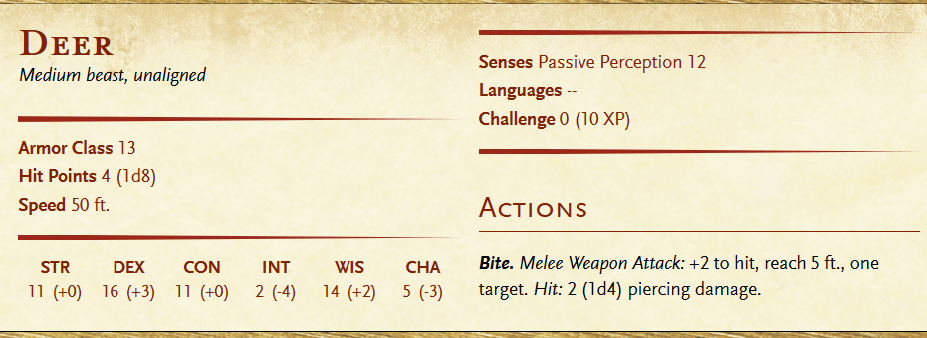 Deer
Medium beast, unaligned
Armor Class 13
Hit Points 4 (1d8)
Speed 50 ft.
STR DEX CON INT WIS CHA
11 (+0) 16 (+3) 11 (+0) 2 (-4) 14 (+2) 5 (-3)
Senses Passive Perception 12
Languages --
Challenge 0 (10 XP)
Actions
Bite. Melee Weapon Attack: +2 to hit, reach 5 ft., one
target. Hit: 2 (1d4) piercing damage.